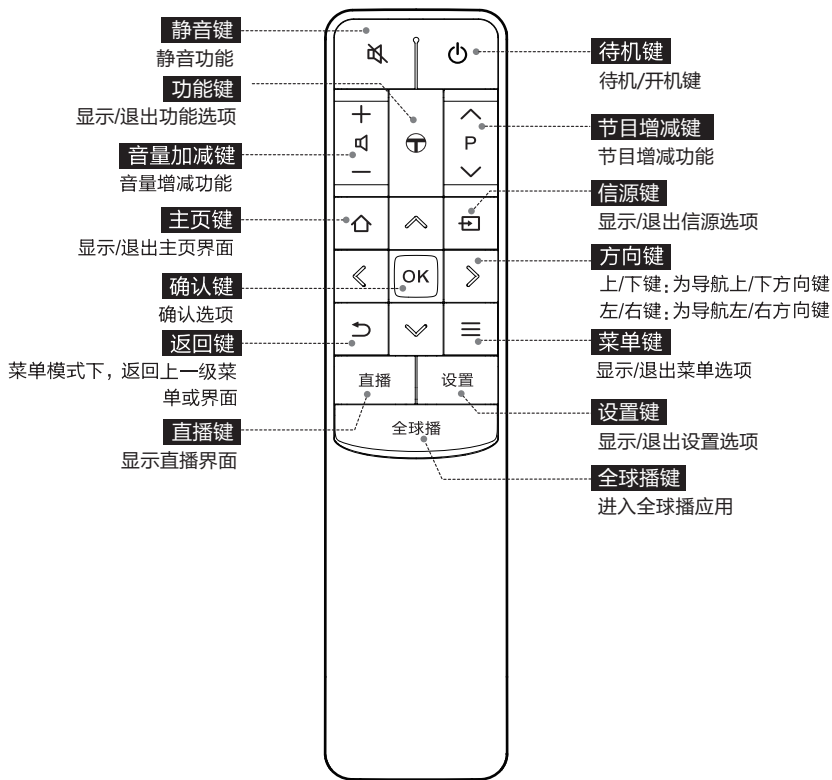 静音键
静音功能
功能键
显示/退出功能选项
音量加减键
音量增减功能
主页键
显示/退出主页界面
确认键
确认选项
返回键
菜单模式下，返回上一级菜
单或界面
直播键
显示直播界面
P
OK
直播
设置
全球播
待机键
待机/开机键
节目增减键
节目增减功能
信源键
显示/退出信源选项
方向键
上/下键：为导航上/下方向键
左/右键：为导航左/右方向键
菜单键
显示/退出菜单选项
设置键
显示/退出设置选项
全球播键
进入全球播应用